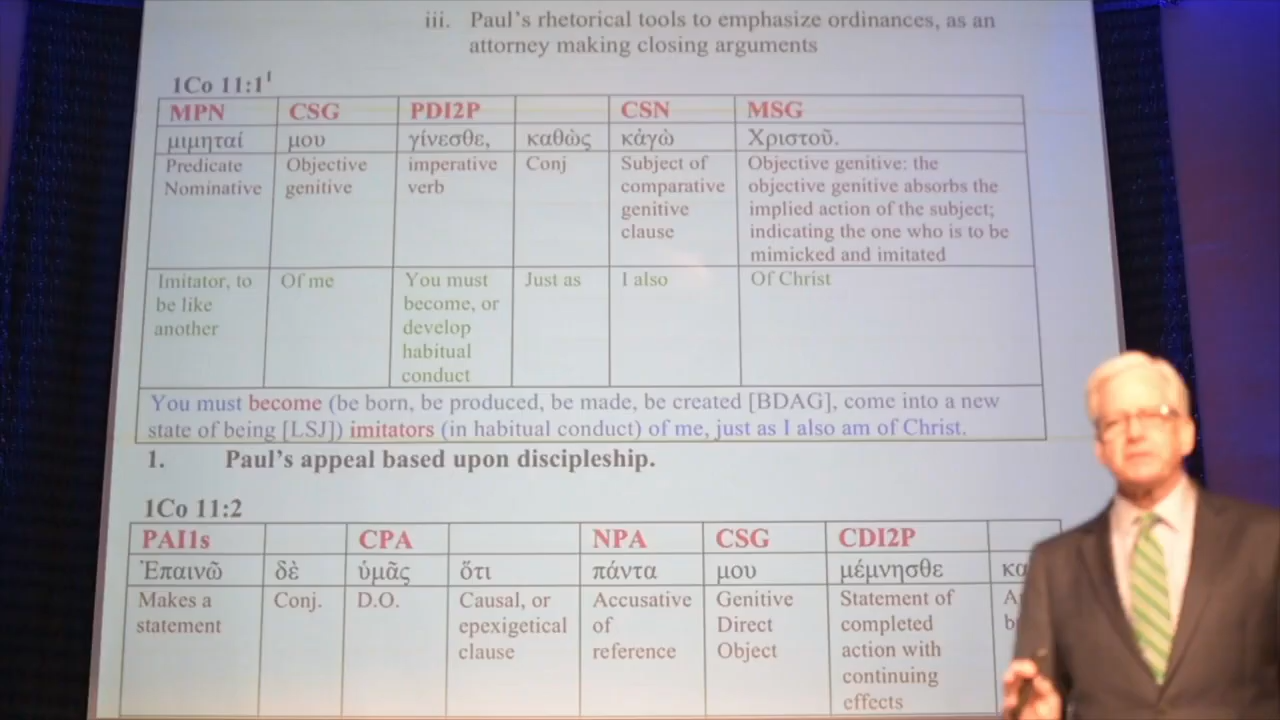 iii. Paul's rhetorical tools to emphasize ordinances, as an
attorney making closing arguments
1Co 11:1¹
MPN CSG PDI2P CSN MSG
μιμηταί μου γίνεσθε, καθὼς κἀγὼ Χριστοῦ.
Predicate Objective imperative Conj Subject of Objective genitive: the
Nominative genitive verb comparative objective genitive absorbs the
genitive implied action of the subject;
clause indicating the one who is to be
mimicked and imitated
Imitator, to Of me You must Just as I also Of Christ
be like become, or
another develop
habitual
conduct
You must become (be born, be produced, be made, be created [BDAG], come into a new
state of being [LSJ]) imitators (in habitual conduct) of me, just as I also am of Christ.
1. Paul's appeal based upon discipleship.
1Co 11:2
PAI1s CPA NPA CSG CDI2P
Ἐπαινῶ δὲ ὑμᾶς ὅτι πάντα μου μέμνησθε
Makes a Conj. D.O. Causal, or Accusative Genitive Statement of
statement epexigetical of Direct completed
clause reference Object action with
continuing
effects